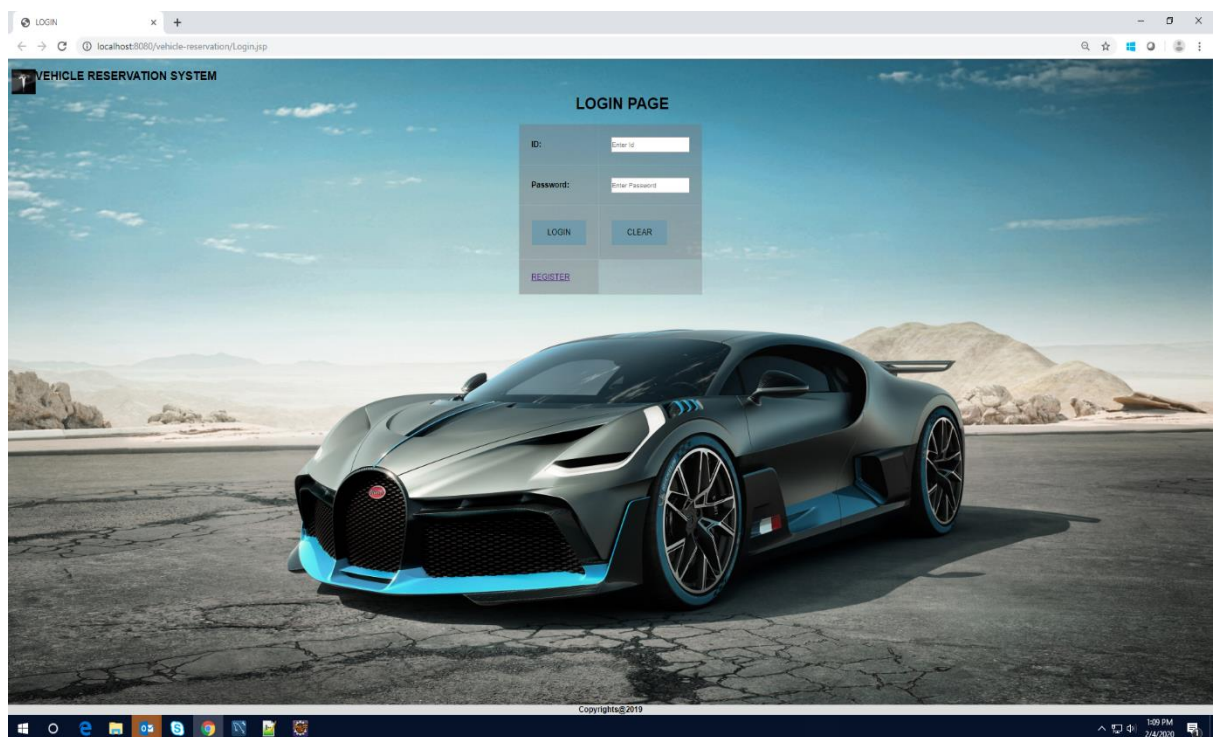 LOGIN
localhost:8080/vehicle-reservation/Login.jsp
VEHICLE RESERVATION SYSTEM
LOGIN PAGE
ID: Enter Id
Password: Enter Password
LOGIN CLEAR
REGISTER
Copyrights@2019
1:09 PM
2/4/2020